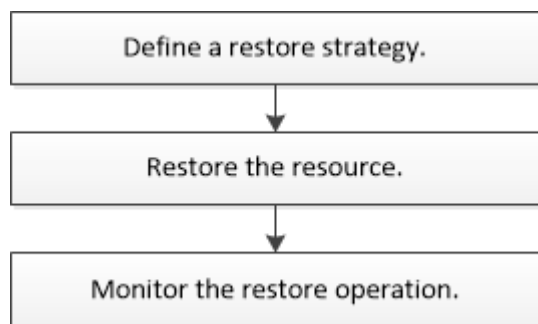 Define a restore strategy.
Restore the resource.
Monitor the restore operation.